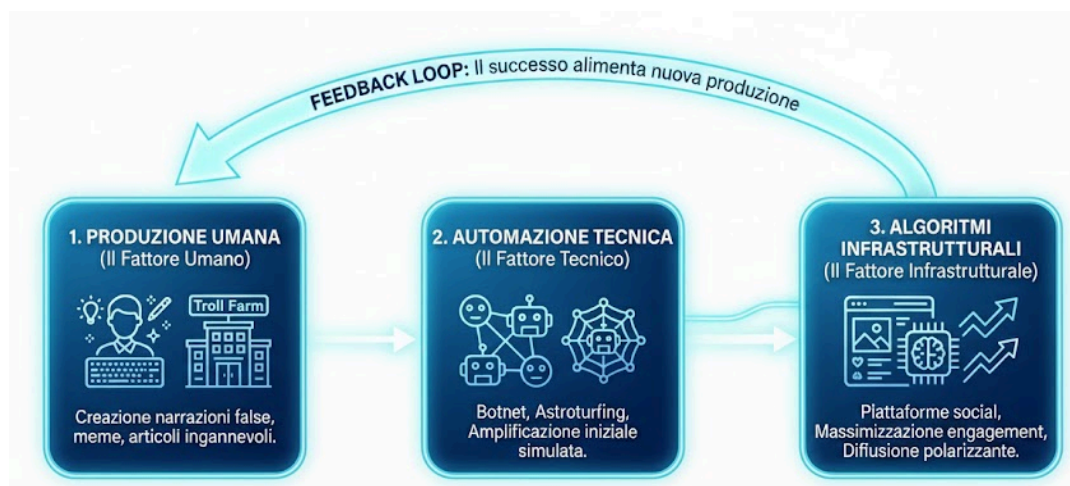 FEEDBACK LOOP: Il successo alimenta nuova produzione
1. PRODUZIONE UMANA
(Il Fattore Umano)
Troll Farm
Creazione narrazioni false,
meme, articoli ingannevoli.
2. AUTOMAZIONE TECNICA
(Il Fattore Tecnico)
Botnet, Astroturfing,
Amplificazione iniziale
simulata.
3. ALGORITMI
INFRASTRUTTURALI
(Il Fattore Infrastrutturale)
Piattaforme social,
Massimizzazione engagement,
Diffusione polarizzante.